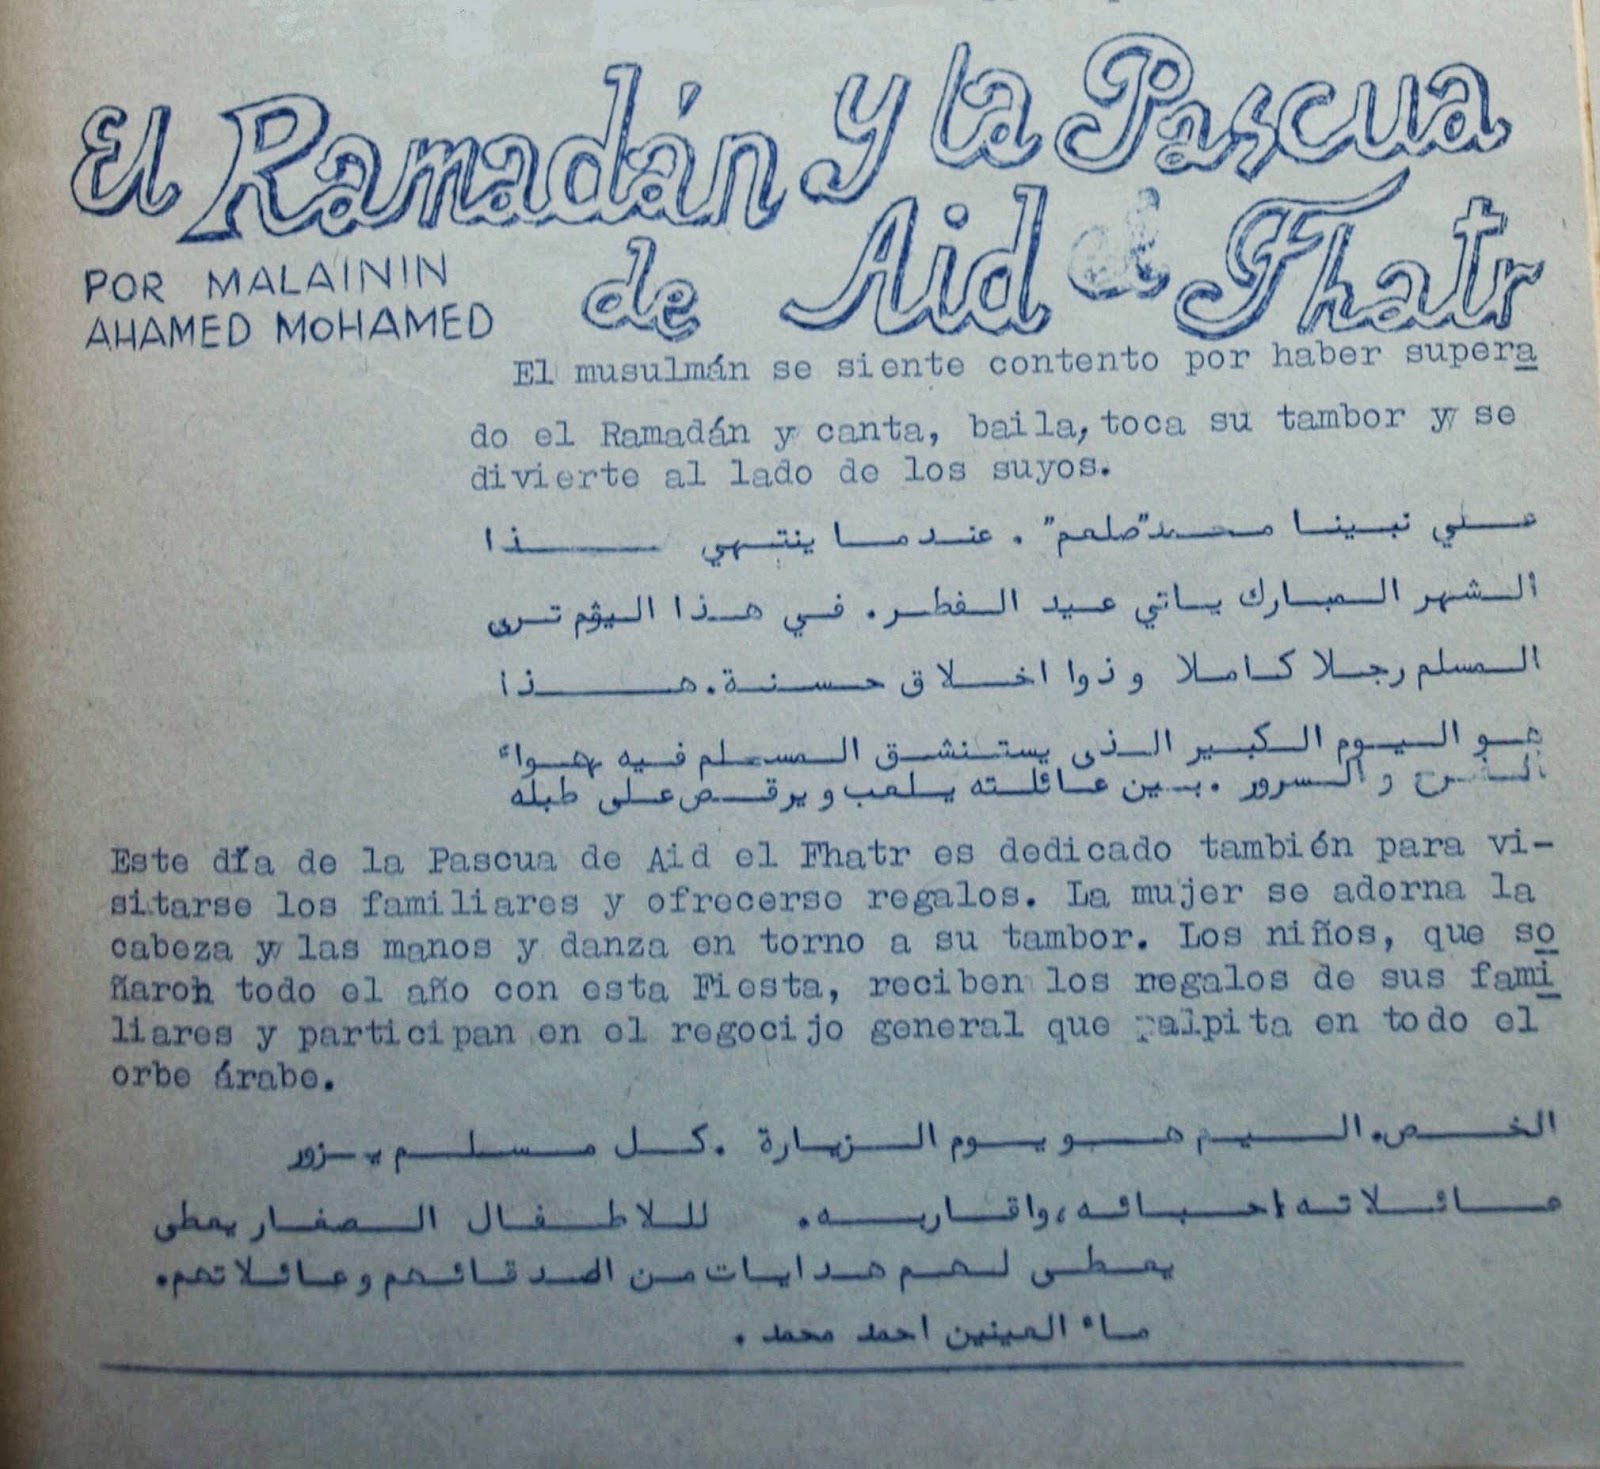 El Ramadán y la Pascua
de Aid el Fhatr
POR MALAININ
AHAMED MOHAMED
El musulmán se siente contento por haber supera
do el Ramadán y canta, baila, toca su tambor y se
divierte al lado de los suyos.
علي نبينا محمد "صلعم" . عندما ينتهي ـذا
الشهر المبارك ياتي عيد الفطر. في هذا اليوم ترى
المسلم رجلا كاملا وذوا اخلاق حسنة. هذا
هو اليوم الكبير الذى يستنشق المسلم فيه هواء
والسرور . بين عائلته يلعب ويرقص على طبله
Este día de la Pascua de Aid el Fhatr es dedicado también para vi-
sitarse los familiares y ofrecerse regalos. La mujer se adorna la
cabeza y las manos y danza en torno a su tambor. Los niños, que so
ñaron todo el año con esta Fiesta, reciben los regalos de sus fami
liares y participan en el regocijo general que palpita en todo el
orbe árabe.
هو يوم الزيارة . كل مسلم يزور
عائلاته احبائه، واقاربه. للاطفال الصغار يعطى
يعطى لهم هدايات من اصدقائهم وعائلاتهم.
ماء العينين احمد محمد .